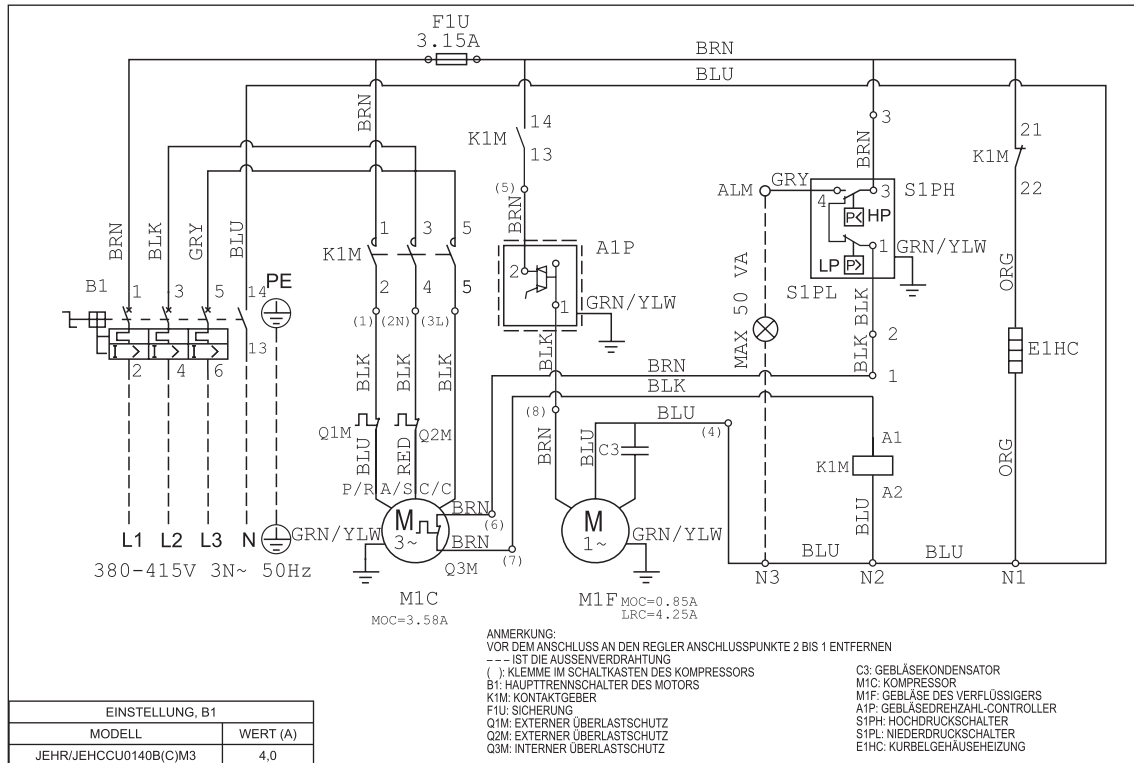 F1U
3.15A
BRN
BLU
BRN
14
K1M
13
(5)
BRN
3
BRN
21
K1M
22
ALM
GRY
4
3
S1PH
P<
HP
1
LP
P>
GRN/YLW
S1PL
BRN
BLK
GRY
BLU
B1
1
3
5
14
PE
2
4
6
13
I >
I >
I >
1
3
5
K1M
2
4
5
(1)
(2N)
(3L)
A1P
2
1
GRN/YLW
BLK
MAX 50 VA
BLK
BLK
2
1
ORG
E1HC
BLK
BLK
BLK
BRN
BLK
Q1M
Q2M
BLU
RED
(8)
BRN
BLU
BLU
(4)
C3
A1
K1M
A2
BLU
ORG
P/R
A/S
C/C
M
3~
GRN/YLW
BRN
(6)
BRN
(7)
Q3M
M
1~
GRN/YLW
BLU
BLU
N3
N2
N1
L1
L2
L3
N
380-415V 3N~ 50Hz
M1C
MOC=3.58A
M1F
MOC=0.85A
LRC=4.25A
ANMERKUNG:
VOR DEM ANSCHLUSS AN DEN REGLER ANSCHLUSSPUNKTE 2 BIS 1 ENTFERNEN
--- IST DIE AUSSENVERDRAHTUNG
( ): KLEMME IM SCHALTKASTEN DES KOMPRESSORS
B1: HAUPTTRENNSCHALTER DES MOTORS
K1M: KONTAKTGEBER
F1U: SICHERUNG
Q1M: EXTERNER ÜBERLASTSCHUTZ
Q2M: EXTERNER ÜBERLASTSCHUTZ
Q3M: INTERNER ÜBERLASTSCHUTZ
C3: GEBLÄSEKONDENSATOR
M1C: KOMPRESSOR
M1F: GEBLÄSE DES VERFLÜSSIGERS
A1P: GEBLÄSEDREHZAHL-CONTROLLER
S1PH: HOCHDRUCKSCHALTER
S1PL: NIEDERDRUCKSCHALTER
E1HC: KURBELGEHÄUSEHEIZUNG
EINSTELLUNG, B1
MODELL
WERT (A)
JEHR/JEHCCU0140B(C)M3
4,0